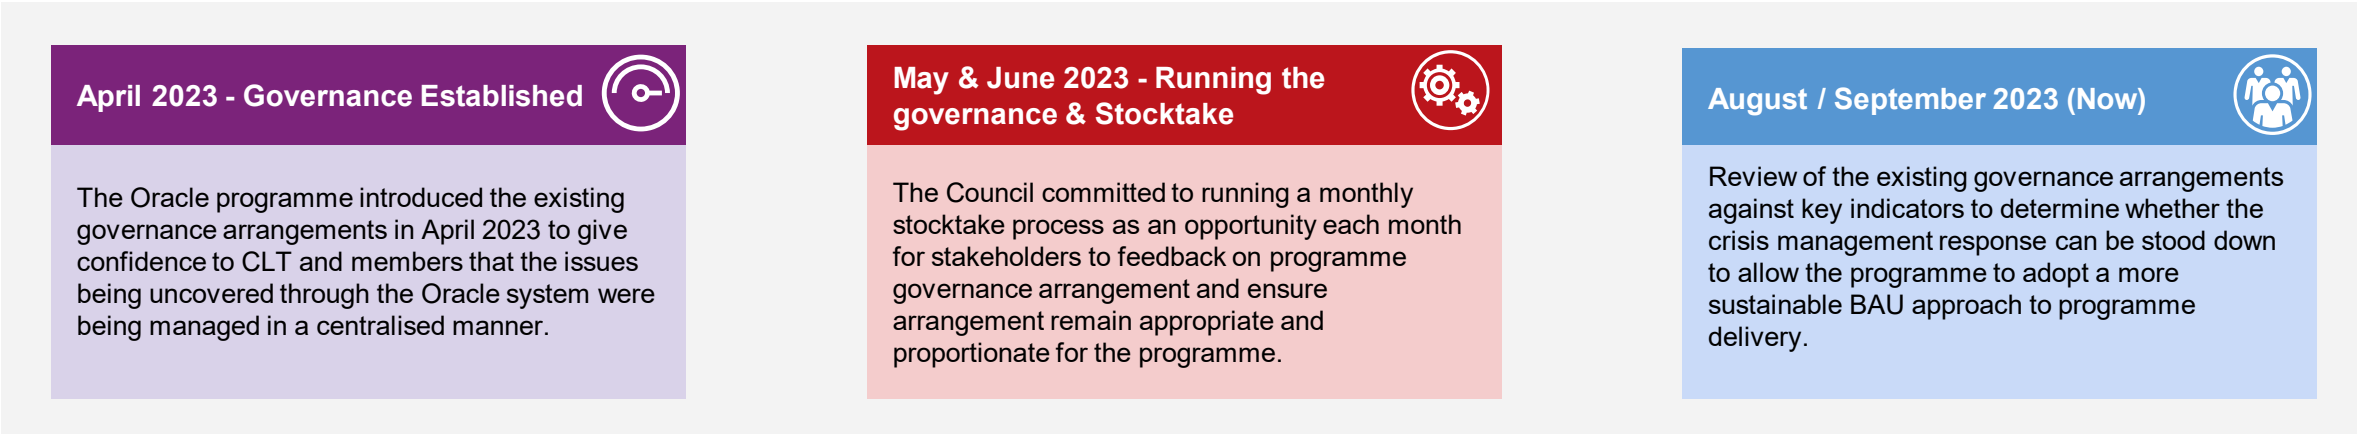 April 2023 - Governance Established
The Oracle programme introduced the existing
governance arrangements in April 2023 to give
confidence to CLT and members that the issues
being uncovered through the Oracle system were
being managed in a centralised manner.
May & June 2023 - Running the
governance & Stocktake
The Council committed to running a monthly
stocktake process as an opportunity each month
for stakeholders to feedback on programme
governance arrangement and ensure
arrangement remain appropriate and
proportionate for the programme.
August / September 2023 (Now)
Review of the existing governance arrangements
against key indicators to determine whether the
crisis management response can be stood down
to allow the programme to adopt a more
sustainable BAU approach to programme
delivery.